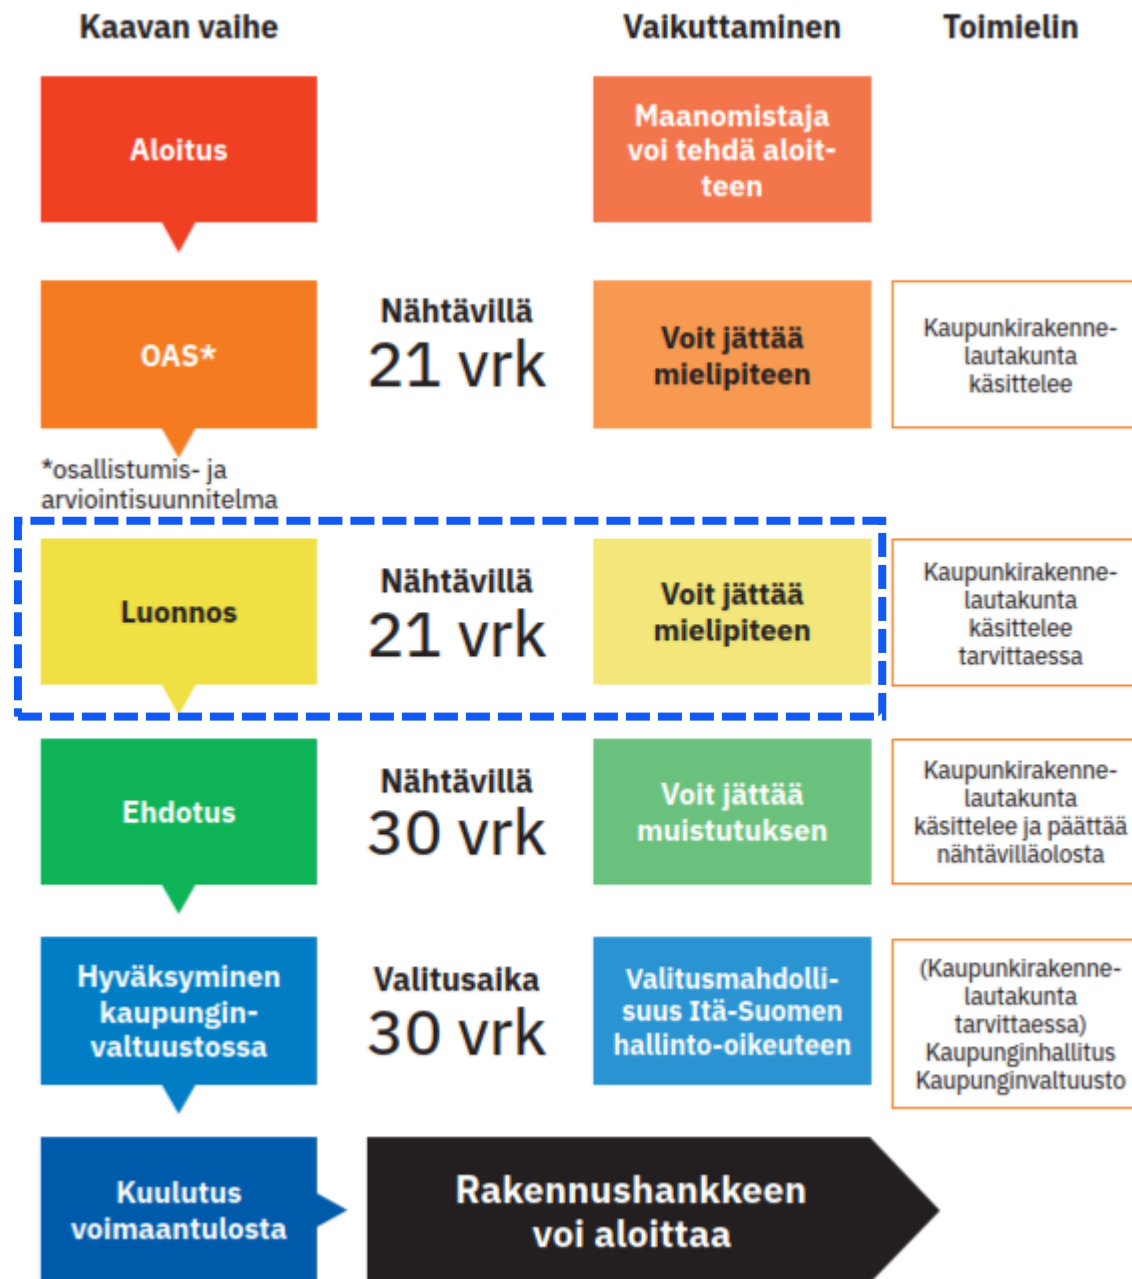 Kaavan vaihe
Vaikuttaminen
Toimielin
Aloitus
Maanomistaja
voi tehdä aloit-
teen
OAS*
Nähtävillä
21 vrk
Voit jättää
mielipiteen
Kaupunkirakenne-
lautakunta
käsittelee
*osallistumis- ja
arviointisuunnitelma
Luonnos
Nähtävillä
21 vrk
Voit jättää
mielipiteen
Kaupunkirakenne-
lautakunta
käsittelee
tarvittaessa
Ehdotus
Nähtävillä
30 vrk
Voit jättää
muistutuksen
Kaupunkirakenne-
lautakunta
käsittelee ja päättää
nähtävilläolosta
Hyväksyminen
kaupungin-
valtuustossa
Valitusaika
30 vrk
Valitusmahdolli-
suus Itä-Suomen
hallinto-oikeuteen
(Kaupunkirakenne-
lautakunta
tarvittaessa)
Kaupunginhallitus
Kaupunginvaltuusto
Kuulutus
voimaantulosta
Rakennushankkeen
voi aloittaa